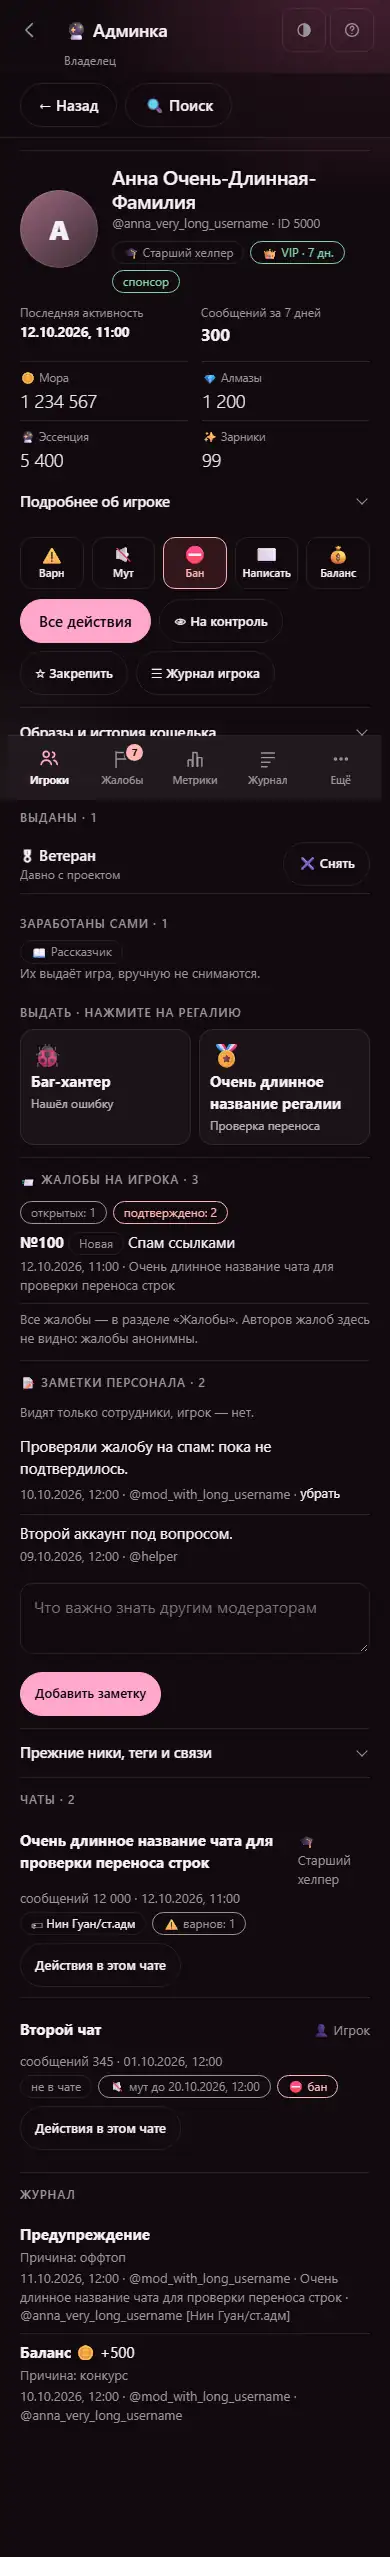 Админка
Владелец
← Назад
Поиск
Анна Очень-Длинная-
Фамилия
@anna_very_long_username · ID 5000
Старший хелпер
VIP · 7 дн.
спонсор
A
Последняя активность
12.10.2026, 11:00
Сообщений за 7 дней
300
Мора
1 234 567
Алмазы
1 200
Эссенция
5 400
Зарники
99
Подробнее об игроке
Варн
Мут
Бан
Написать
Баланс
Все действия
На контроль
☆ Закрепить
☰ Журнал игрока
Образы и история кошелька
Игроки
Жалобы
7
Метрики
Журнал
Ещё
ВЫДАНЫ · 1
Ветеран
Давно с проектом
Снять
ЗАРАБОТАНЫ САМИ · 1
Рассказчик
Их выдаёт игра, вручную не снимаются.
ВЫДАТЬ · НАЖМИТЕ НА РЕГАЛИЮ
Баг-хантер
Нашёл ошибку
Очень длинное
название регалии
Проверка переноса
ЖАЛОБЫ НА ИГРОКА · 3
открытых: 1
подтверждено: 2
№100 Новая Спам ссылками
12.10.2026, 11:00 · Очень длинное название чата для
проверки переноса строк
Все жалобы — в разделе «Жалобы». Авторов жалоб здесь
не видно: жалобы анонимны.
ЗАМЕТКИ ПЕРСОНАЛА · 2
Видят только сотрудники, игрок — нет.
Проверяли жалобу на спам: пока не
подтвердилось.
10.10.2026, 12:00 · @mod_with_long_username · убрать
Второй аккаунт под вопросом.
09.10.2026, 12:00 · @helper
Что важно знать другим модераторам
Добавить заметку
Прежние ники, теги и связи
ЧАТЫ · 2
Очень длинное название чата для
проверки переноса строк
Старший
хелпер
сообщений 12 000 · 12.10.2026, 11:00
Нин Гуан/ст.адм
варнов: 1
Действия в этом чате
Второй чат
Игрок
сообщений 345 · 01.10.2026, 12:00
не в чате
мут до 20.10.2026, 12:00
бан
Действия в этом чате
ЖУРНАЛ
Предупреждение
Причина: оффтоп
11.10.2026, 12:00 · @mod_with_long_username · Очень
длинное название чата для проверки переноса строк ·
@anna_very_long_username [Нин Гуан/ст.адм]
Баланс +500
Причина: конкурс
10.10.2026, 12:00 · @mod_with_long_username ·
@anna_very_long_username